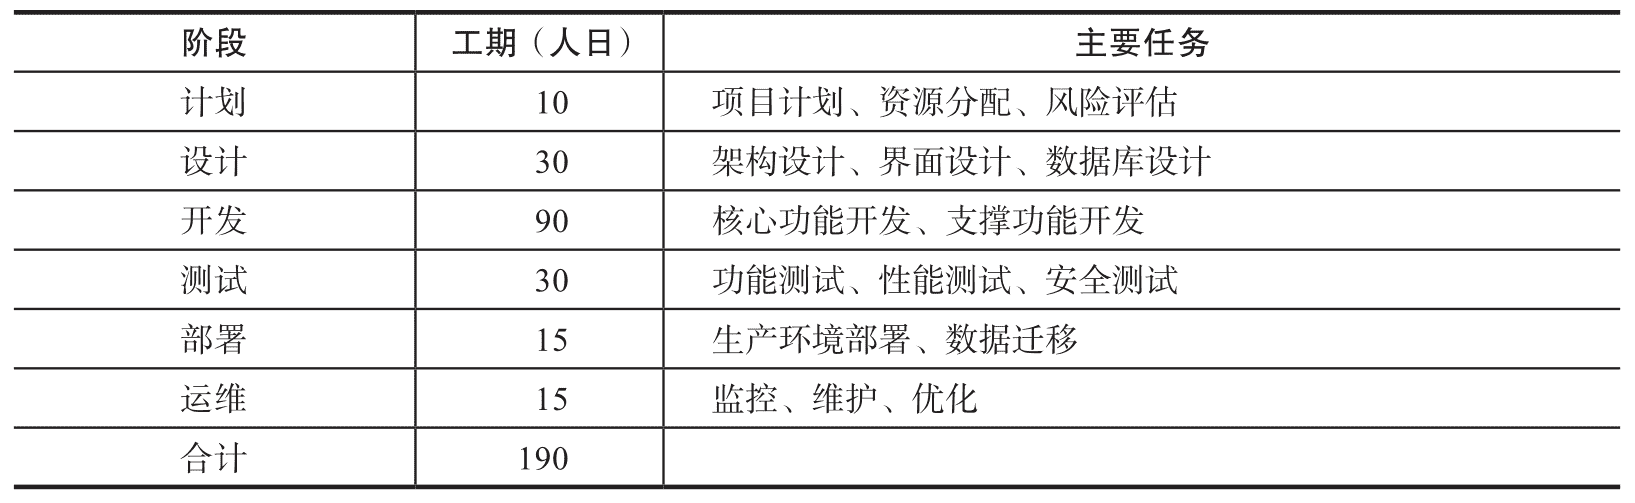 阶段 工期（人日） 主要任务
计划 10 项目计划、资源分配、风险评估
设计 30 架构设计、界面设计、数据库设计
开发 90 核心功能开发、支撑功能开发
测试 30 功能测试、性能测试、安全测试
部署 15 生产环境部署、数据迁移
运维 15 监控、维护、优化
合计 190